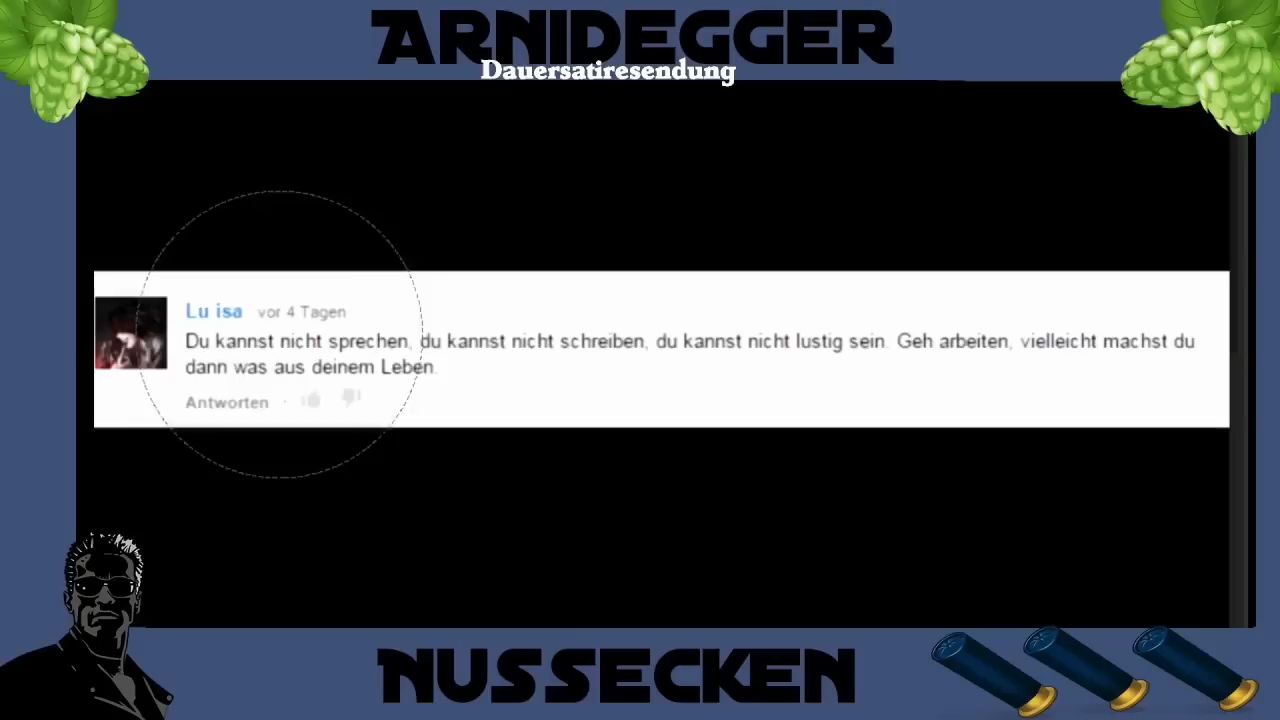 ARNIDEGGER
Dauersatiresendung
Lu isa vor 4 Tagen
Du kannst nicht sprechen, du kannst nicht schreiben, du kannst nicht lustig sein. Geh arbeiten, vielleicht machst du
dann was aus deinem Leben.
Antworten ·
NUSSECKEN